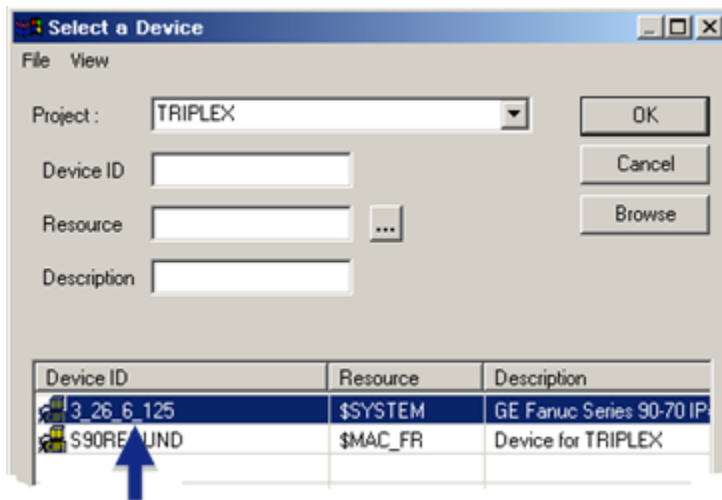 Select a Device
File View
Project : TRIPLEX
OK
Device ID
Cancel
Resource ...
Browse
Description
Device ID Resource Description
3_26_6_125 $SYSTEM GE Fanuc Series 90-70 IP
$MAC_FR Device for TRIPLEX